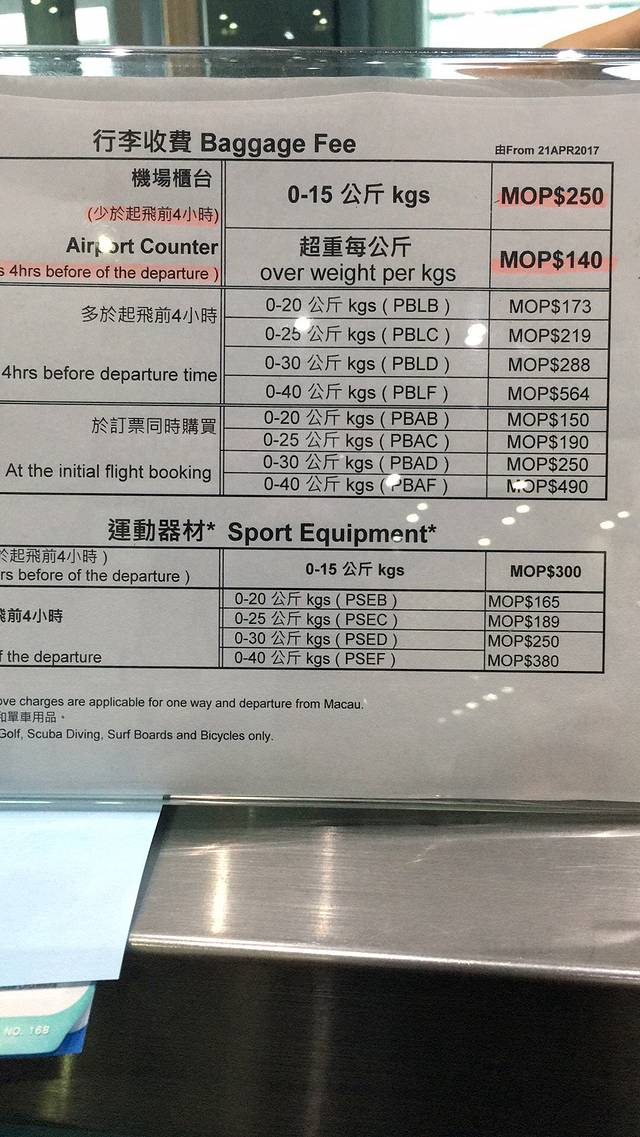 行李收費 Baggage Fee
由From 21APR2017
機場櫃台
(少於起飛前4小時)
Airport Counter
s 4hrs before of the departure )
0-15 公斤 kgs
MOP$250
超重每公斤
over weight per kgs
MOP$140
多於起飛前4小時
4hrs before departure time
0-20 公斤 kgs ( PBLB ) MOP$173
0-25 公斤 kgs ( PBLC ) MOP$219
0-30 公斤 kgs ( PBLD ) MOP$288
0-40 公斤 kgs ( PBLF ) MOP$564
於訂票同時購買
At the initial flight booking
0-20 公斤 kgs ( PBAB ) MOP$150
0-25 公斤 kgs ( PBAC ) MOP$190
0-30 公斤 kgs ( PBAD ) MOP$250
0-40 公斤 kgs ( PBAF ) MOP$490
運動器材* Sport Equipment*
於起飛前4小時 )
rs before of the departure )
0-15 公斤 kgs MOP$300
飛前4小時
f the departure
0-20 公斤 kgs ( PSEB ) MOP$165
0-25 公斤 kgs ( PSEC ) MOP$189
0-30 公斤 kgs ( PSED ) MOP$250
0-40 公斤 kgs ( PSEF ) MOP$380
ove charges are applicable for one way and departure from Macau.
和單車用品。
Golf, Scuba Diving, Surf Boards and Bicycles only.
NO. 168